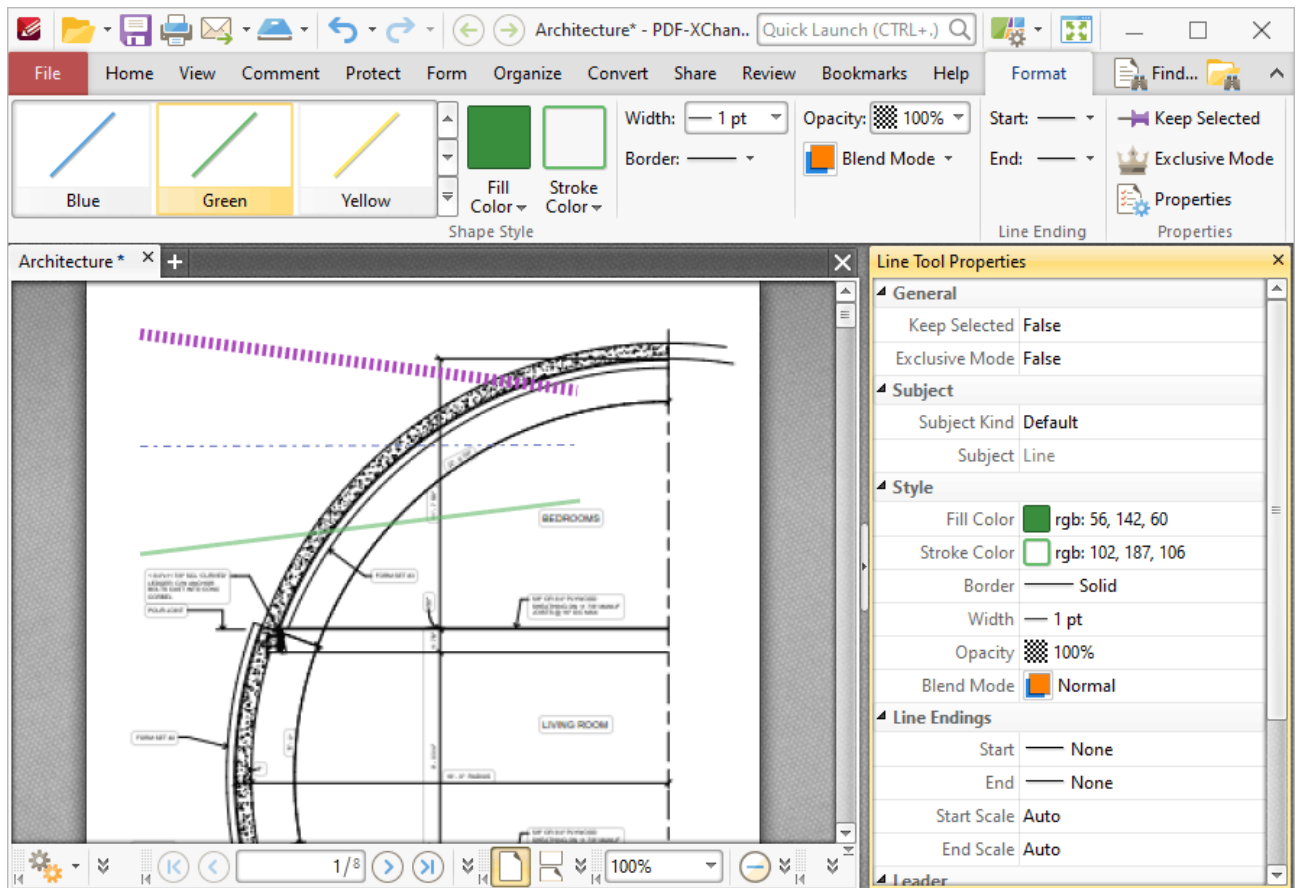 Architecture* - PDF-XChan.. Quick Launch (CTRL+.)
File Home View Comment Protect Form Organize Convert Share Review Bookmarks Help Format Find...
Width: 1 pt Opacity: 100% Start: Keep Selected
Border: Blend Mode End: Exclusive Mode
Blue Green Yellow Fill Color Stroke Color Properties
Shape Style Line Ending Properties
Architecture *
Line Tool Properties
General
Keep Selected False
Exclusive Mode False
Subject
Subject Kind Default
Subject Line
Style
Fill Color rgb: 56, 142, 60
Stroke Color rgb: 102, 187, 106
Border Solid
Width 1 pt
Opacity 100%
Blend Mode Normal
Line Endings
Start None
End None
Start Scale Auto
End Scale Auto
Leader
BEDROOMS
LIVING ROOM
1/8 100%